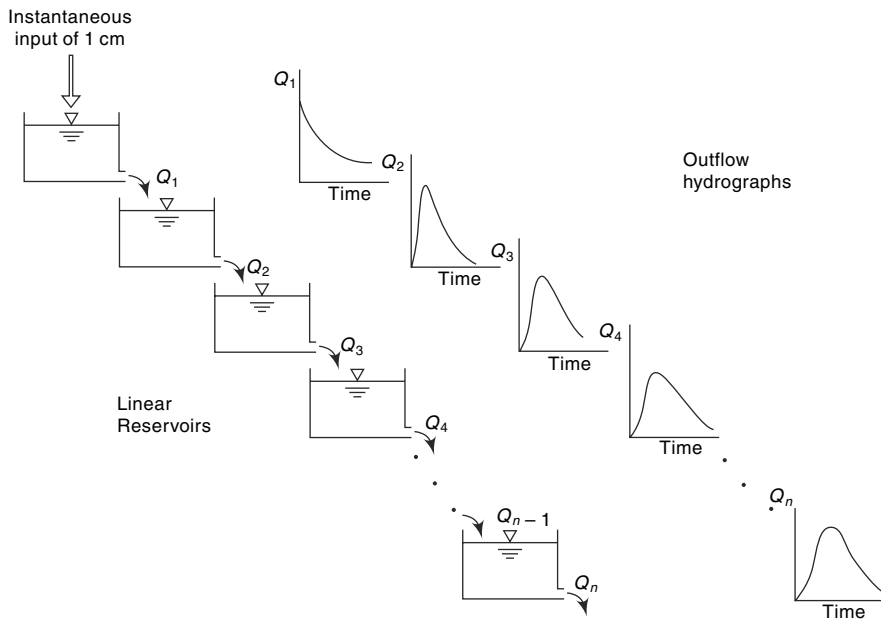 Instantaneous
input of 1 cm
Q1
Q2
Time
Outflow
hydrographs
Q1
Time
Q3
Q2
Time
Q4
Q3
Time
Linear
Reservoirs
Q4
Time
Qn
Qn – 1
Qn
Time